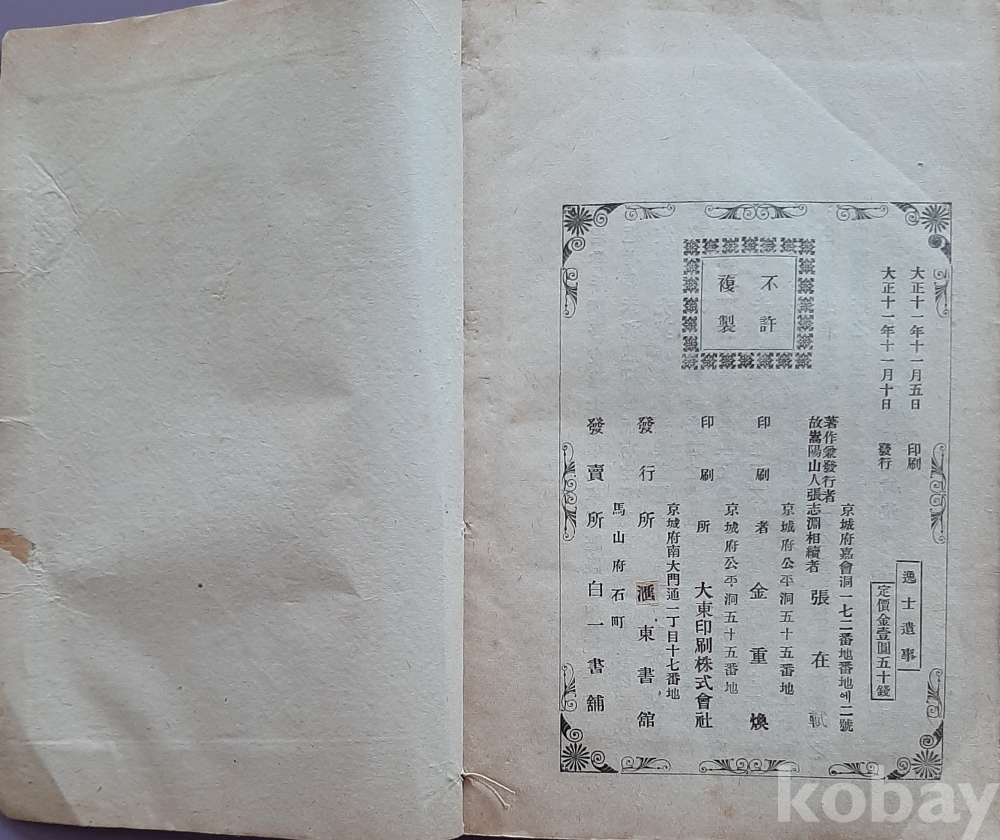 大正十一年十一月五日 印刷
大正十一年十一月十日 發行
逸士遺事
定價金壹圓五十錢
不許
複製
京城府嘉會洞一七二番地番地에二號
著作兼發行者
故嵩陽山人張志淵相續者 張在
京城府公平洞五十五番地
印刷者 金重煥
京城府公平洞五十五番地
印刷所 大東印刷株式會社
京城府南大門通一丁目十七番地
發行所 滙東書舘
馬山府石町
發賣所 白一書舖
kobay